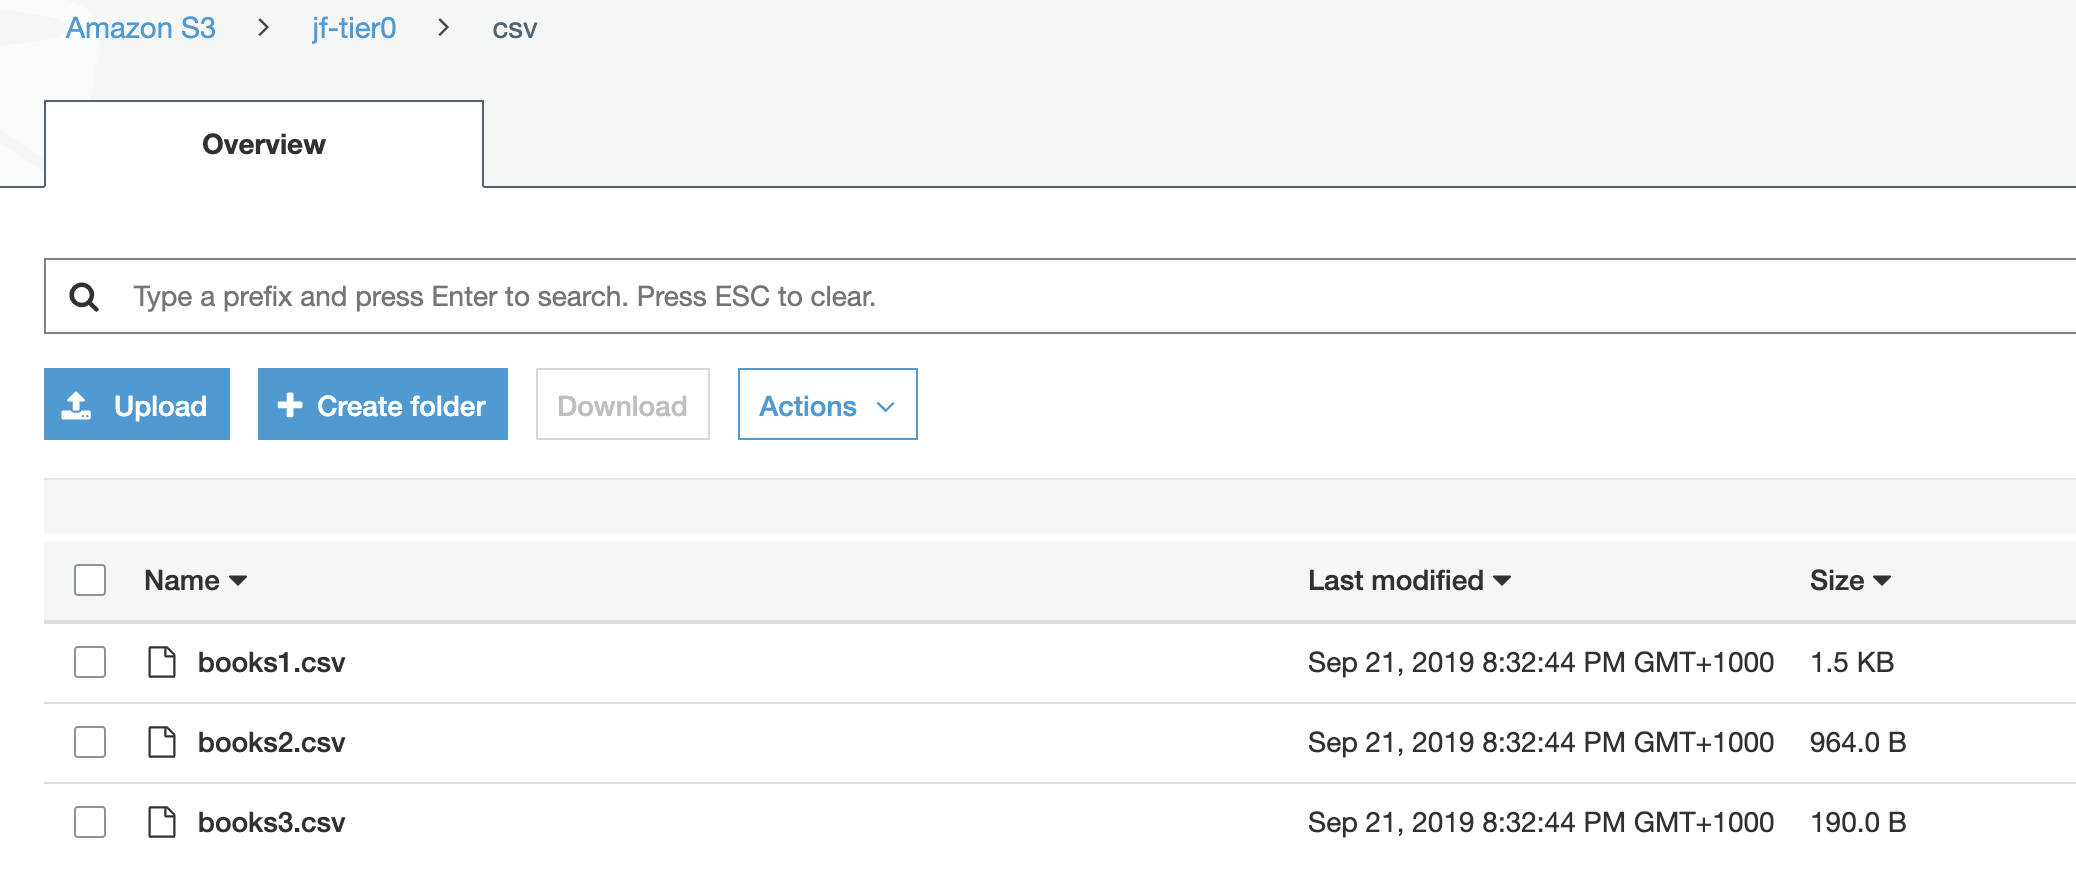 Amazon S3 > jf-tier0 > csv
Overview
Type a prefix and press Enter to search. Press ESC to clear.
Upload Create folder Download Actions
Name Last modified Size
books1.csv Sep 21, 2019 8:32:44 PM GMT+1000 1.5 KB
books2.csv Sep 21, 2019 8:32:44 PM GMT+1000 964.0 B
books3.csv Sep 21, 2019 8:32:44 PM GMT+1000 190.0 B